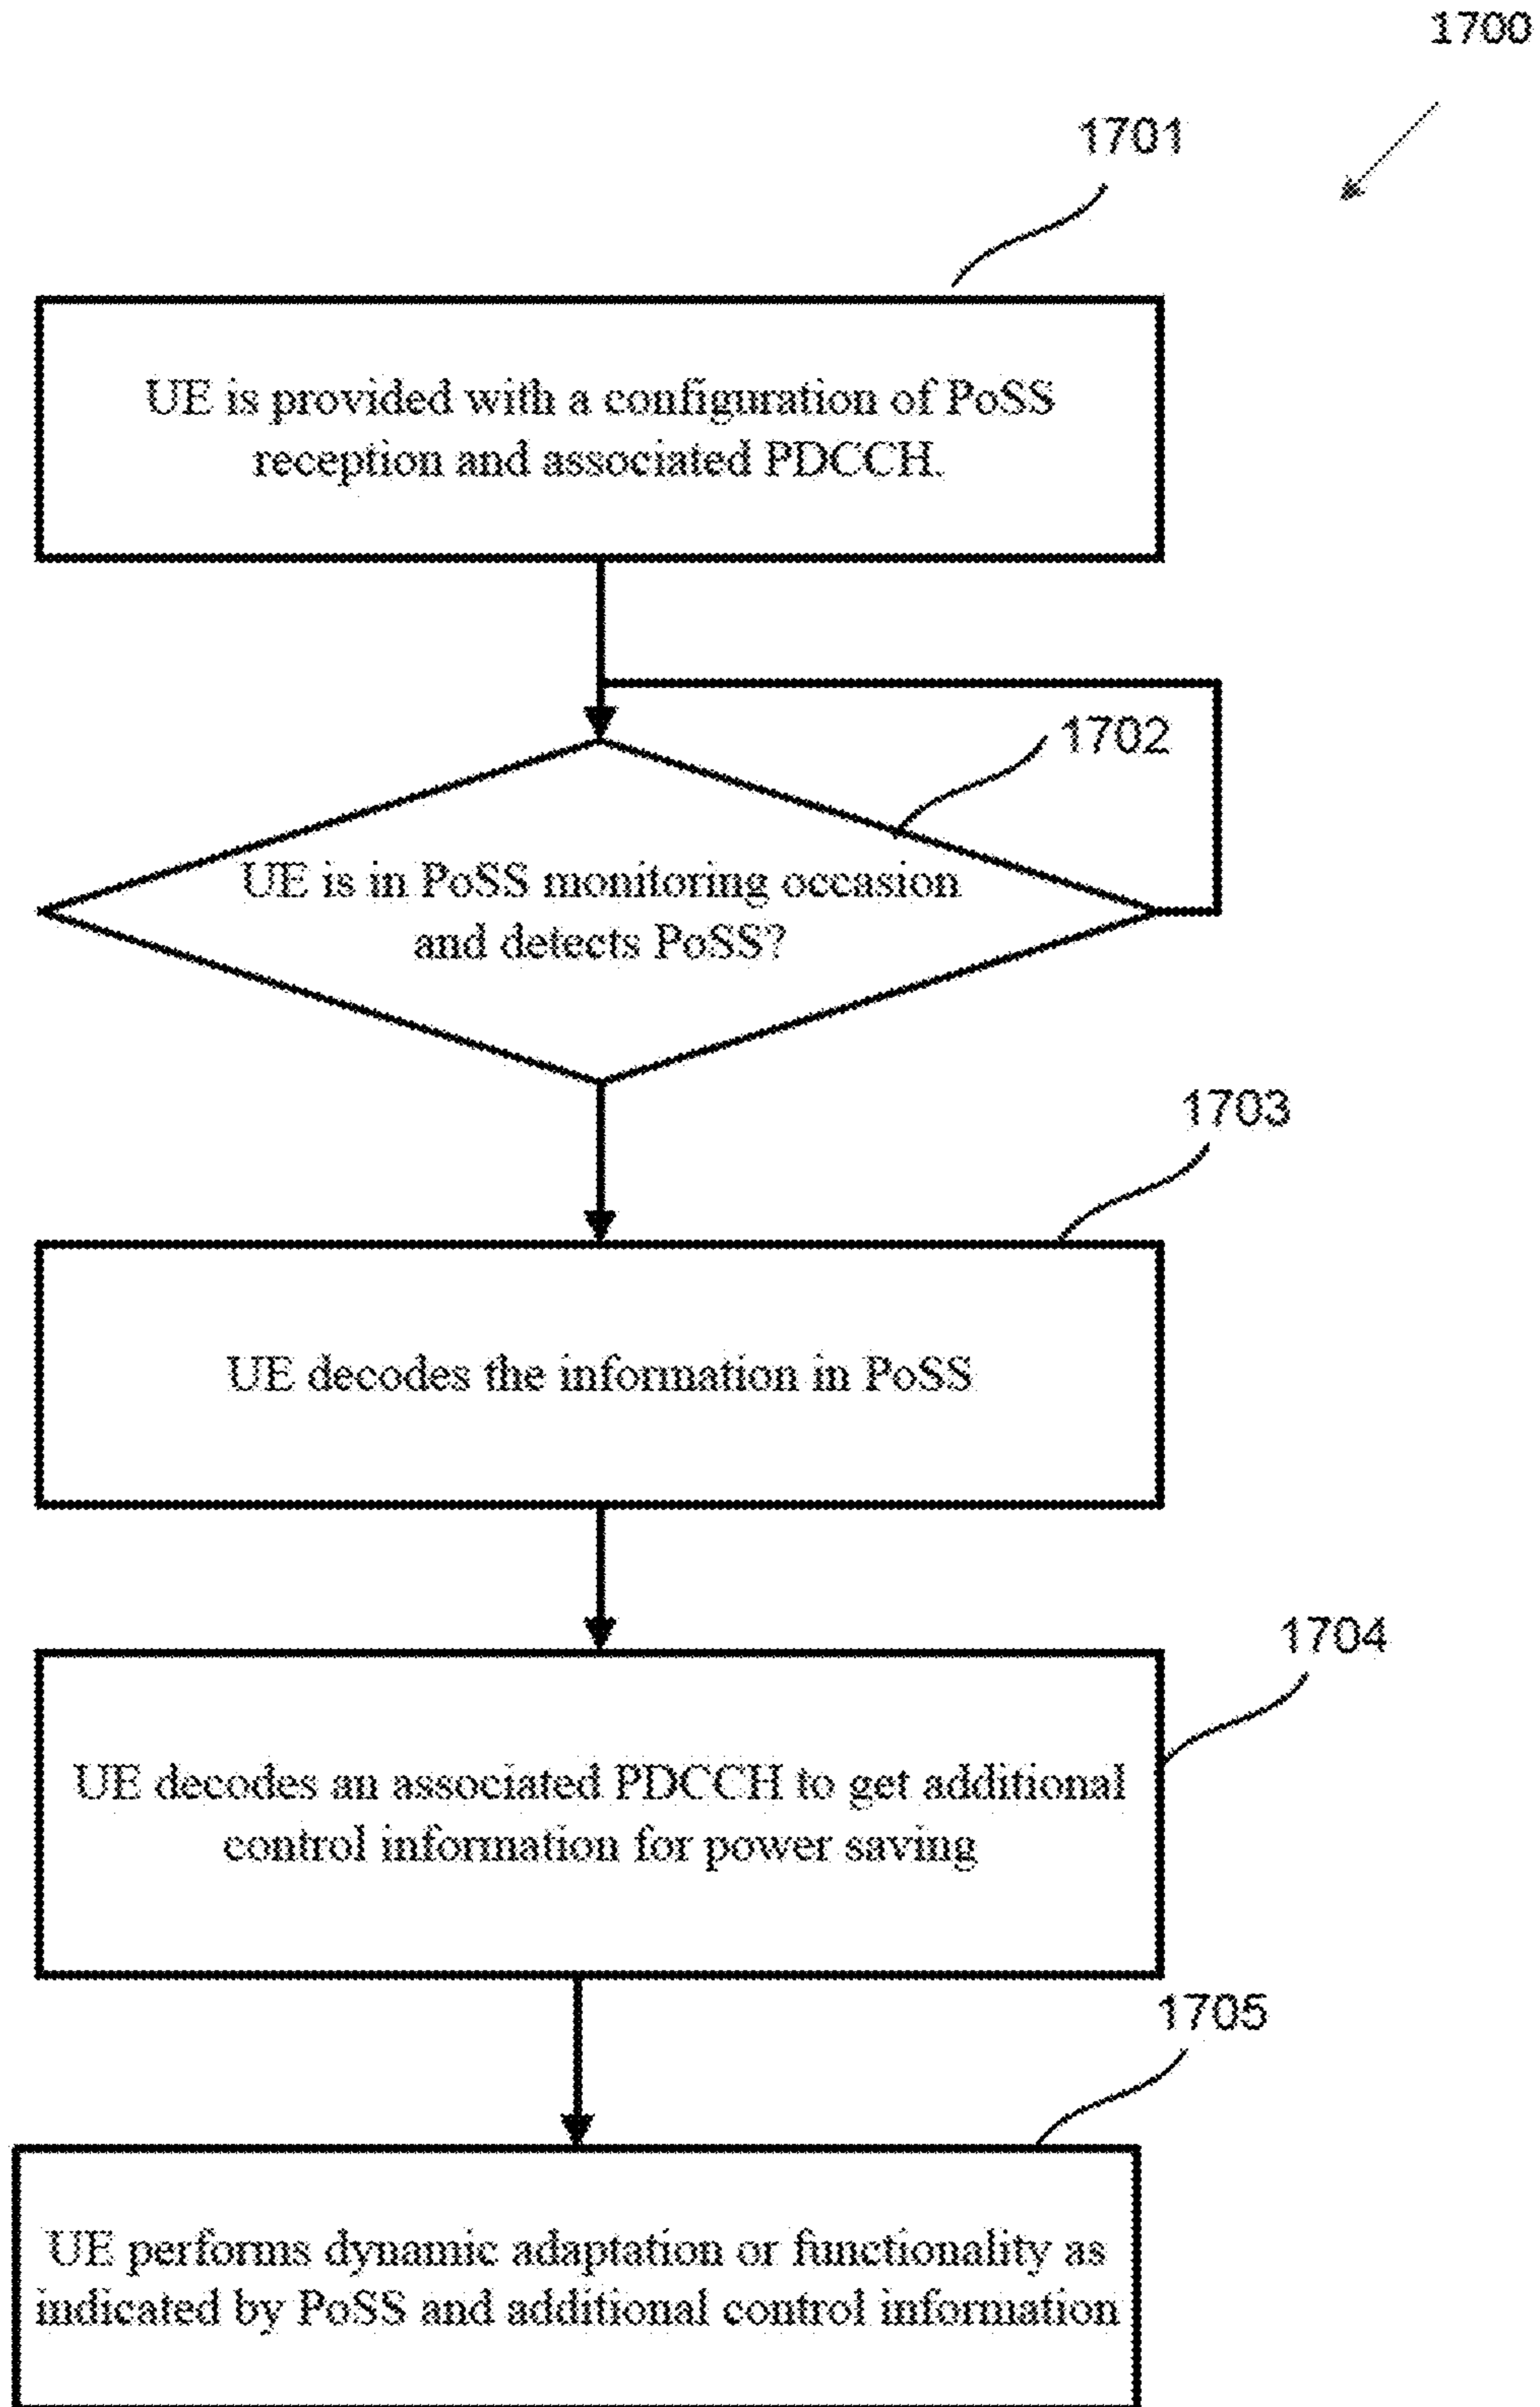 1700
1701
UE is provided with a configuration of PoSS
reception and associated PDCCH.
1702
UE is in PoSS monitoring occasion
and detects PoSS?
1703
UE decodes the information in PoSS
1704
UE decodes an associated PDCCH to get additional
control information for power saving
1705
UE performs dynamic adaptation or functionality as
indicated by PoSS and additional control information